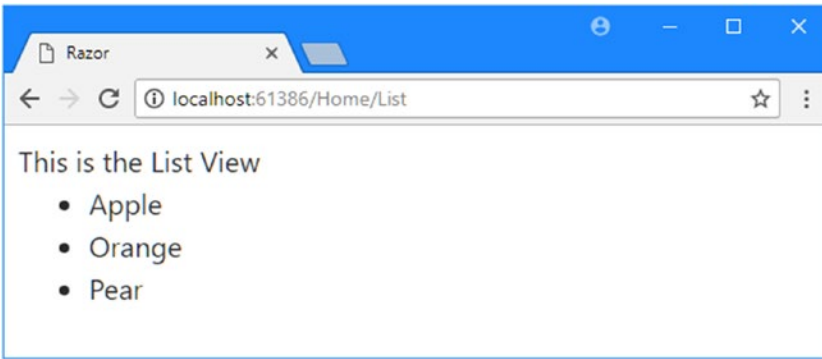 Razor
localhost:61386/Home/List
This is the List View
Apple
Orange
Pear